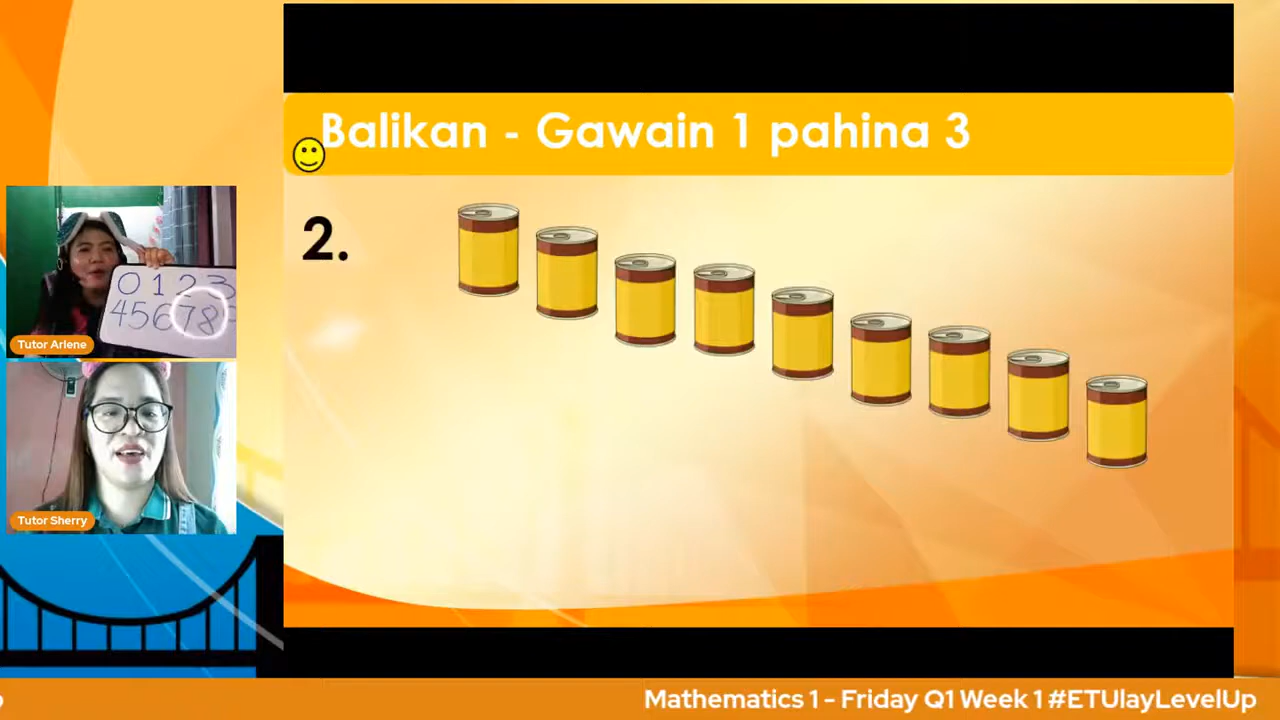 Balikan - Gawain 1 pahina 3
2.
0 1 2 3
4 5 6 7 8
Tutor Arlene
Tutor Sherry
Mathematics 1 - Friday Q1 Week 1 #ETUlayLevelUp